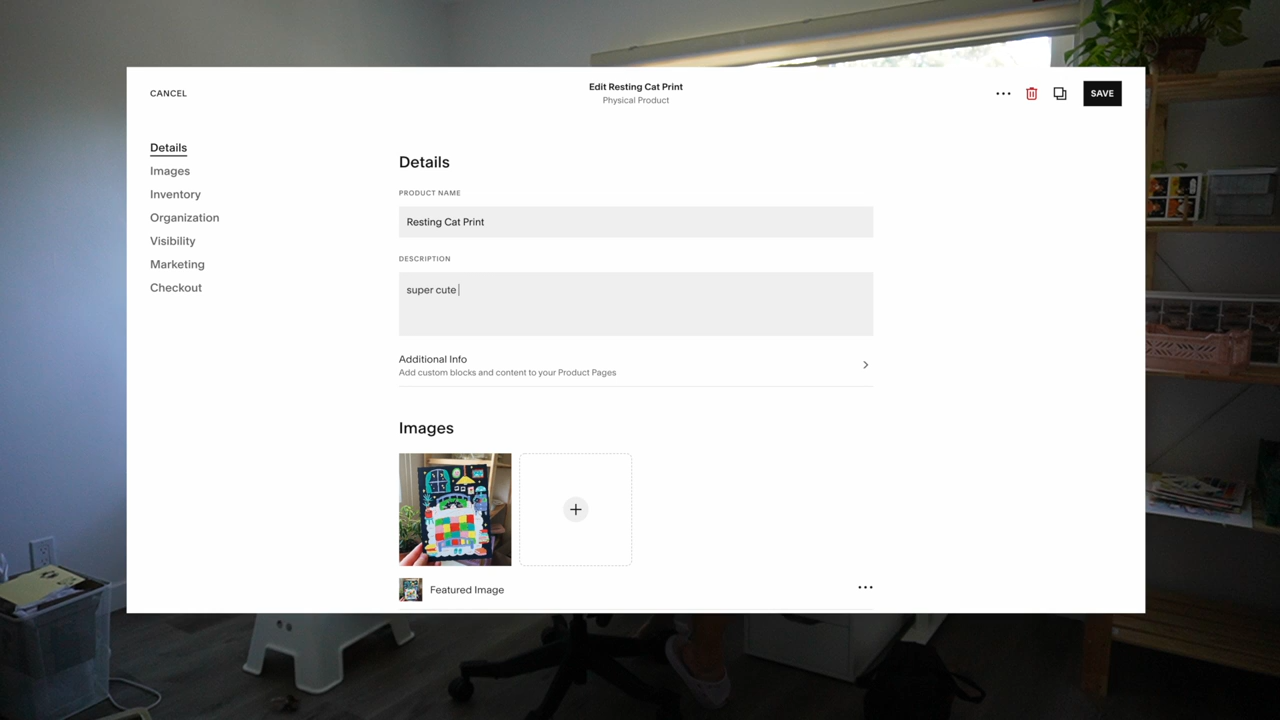 CANCEL
Edit Resting Cat Print
Physical Product
SAVE
Details
Images
Inventory
Organization
Visibility
Marketing
Checkout
Details
PRODUCT NAME
Resting Cat Print
DESCRIPTION
super cute
Additional Info
Add custom blocks and content to your Product Pages
Images
Featured Image